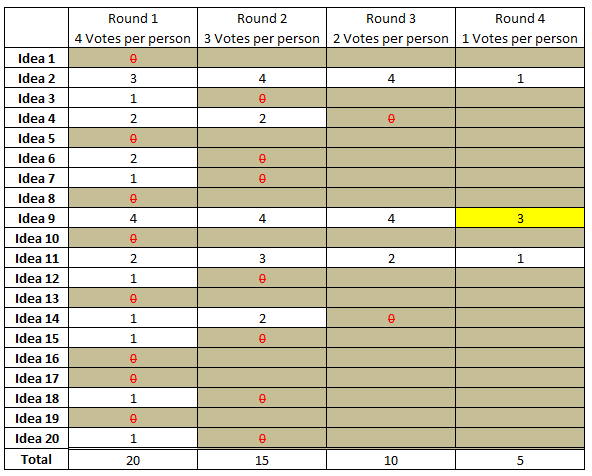 Round 1 Round 2 Round 3 Round 4
4 Votes per person 3 Votes per person 2 Votes per person 1 Votes per person
Idea 1 0
Idea 2 3 4 4 1
Idea 3 1 0
Idea 4 2 2 0
Idea 5 0
Idea 6 2 0
Idea 7 1 0
Idea 8 0
Idea 9 4 4 4 3
Idea 10 0
Idea 11 2 3 2 1
Idea 12 1 0
Idea 13 0
Idea 14 1 2 0
Idea 15 1 0
Idea 16 0
Idea 17 0
Idea 18 1 0
Idea 19 0
Idea 20 1 0
Total 20 15 10 5